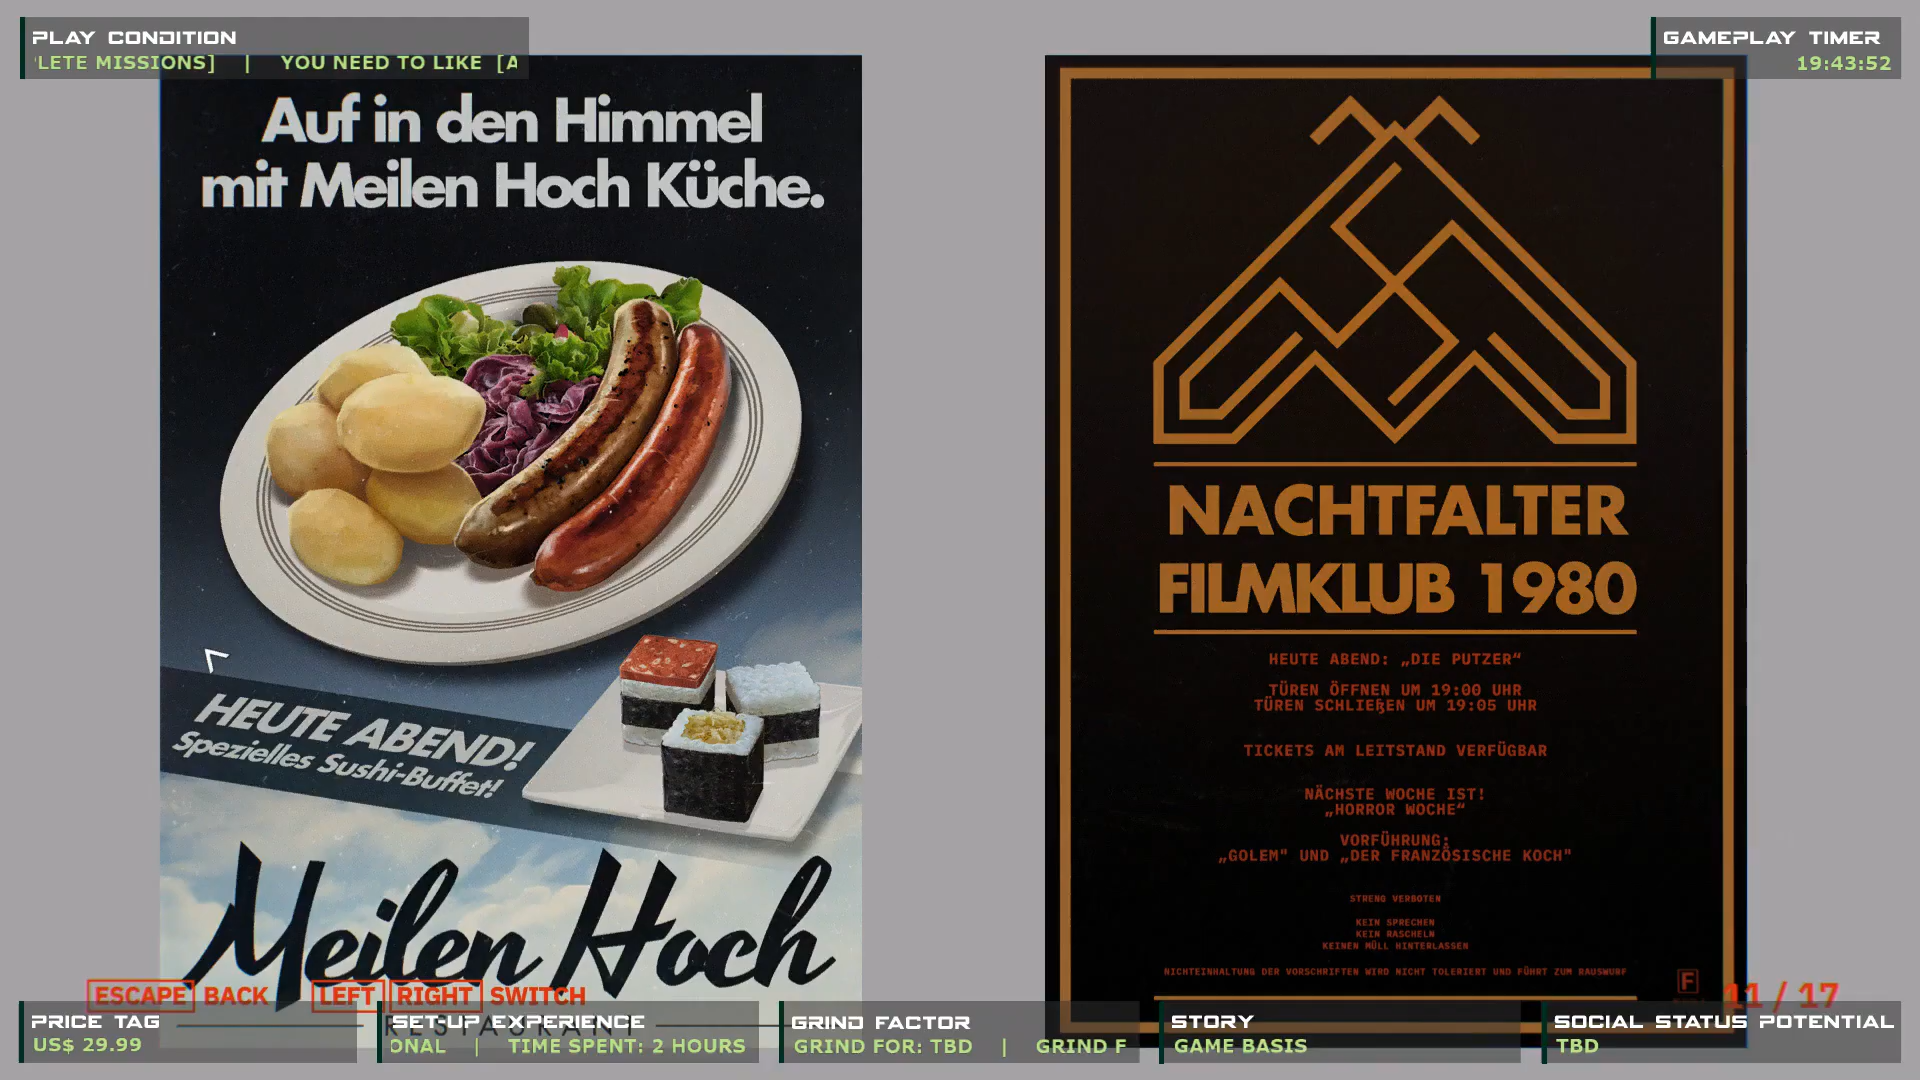 PLAY CONDITION
LETE MISSIONS] | YOU NEED TO LIKE [A
GAMEPLAY TIMER
19:43:52
Auf in den Himmel
mit Meilen Hoch Küche.
HEUTE ABEND!
Spezielles Sushi-Buffet!
Meilen Hoch
RESTAURANT
NACHTFALTER
FILMKLUB 1980
HEUTE ABEND: „DIE PUTZER“
TÜREN ÖFFNEN UM 19:00 UHR
TÜREN SCHLIEßEN UM 19:05 UHR
TICKETS AM LEITSTAND VERFÜGBAR
NÄCHSTE WOCHE IST!
„HORROR WOCHE“
VORFÜHRUNG:
„GOLEM" UND „DER FRANZÖSISCHE KOCH"
STRENG VERBOTEN
KEIN SPRECHEN
KEIN RASCHELN
KEINEN MÜLL HINTERLASSEN
NICHTEINHALTUNG DER VORSCHRIFTEN WIRD NICHT TOLERIERT UND FÜHRT ZUM RAUSWURF
F
ESCAPE BACK LEFT RIGHT SWITCH
11 / 17
PRICE TAG
US$ 29.99
SET-UP EXPERIENCE
ONAL | TIME SPENT: 2 HOURS
GRIND FACTOR
GRIND FOR: TBD | GRIND F
STORY
GAME BASIS
SOCIAL STATUS POTENTIAL
TBD